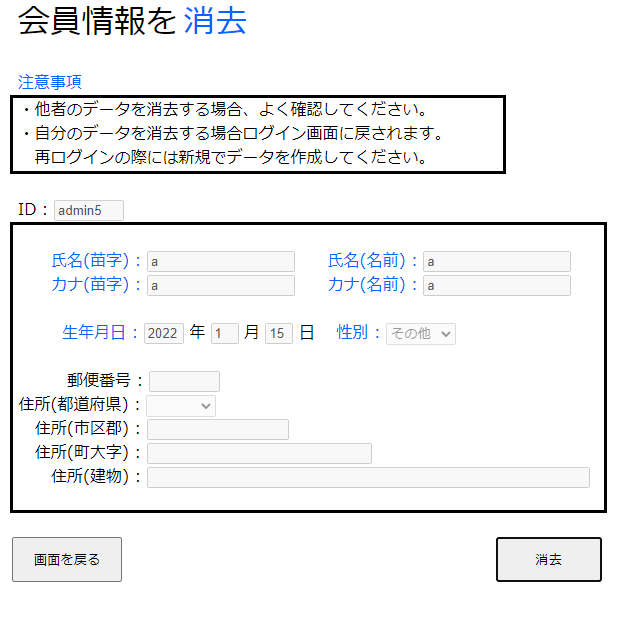 会員情報を 消去
注意事項
・他者のデータを消去する場合、よく確認してください。
・自分のデータを消去する場合ログイン画面に戻されます。
再ログインの際には新規でデータを作成してください。
ID : admin5
氏名(苗字) : a 氏名(名前) : a
カナ(苗字) : a カナ(名前) : a
生年月日 : 2022 年 1 月 15 日 性別 : その他
郵便番号 :
住所(都道府県) :
住所(市区郡) :
住所(町大字) :
住所(建物) :
画面を戻る 消去